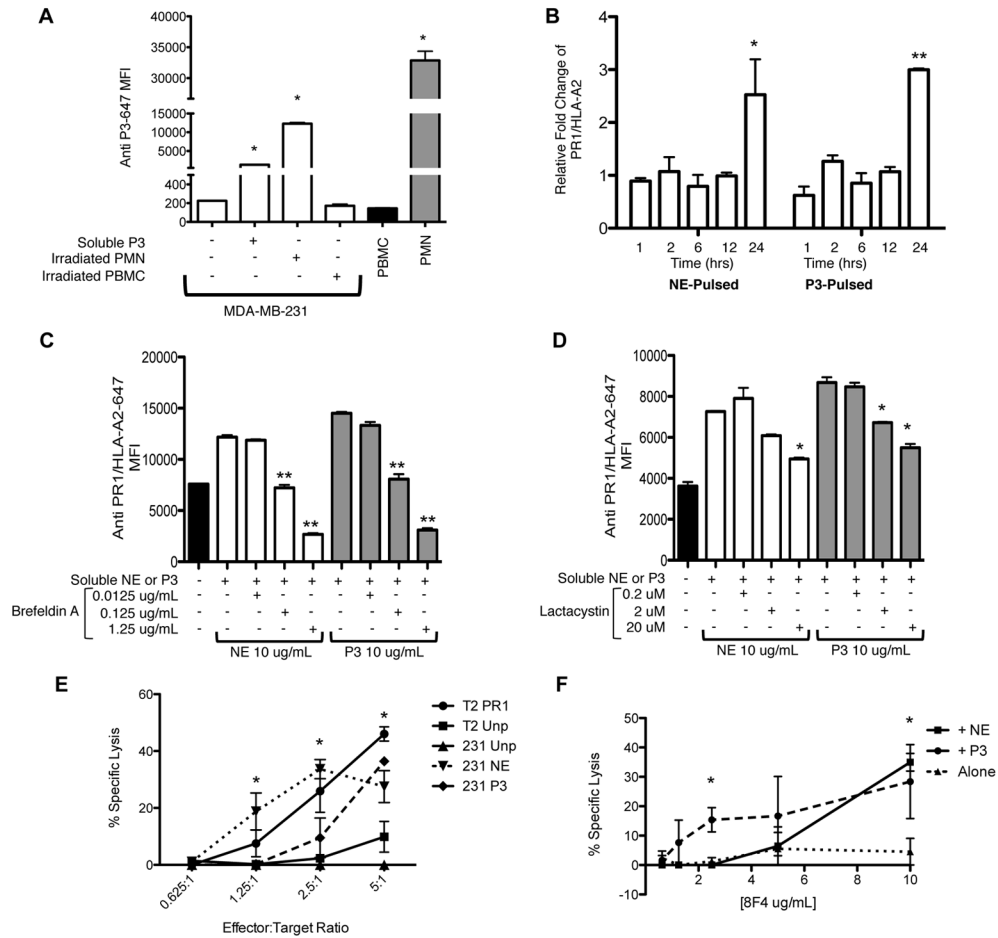 A
Anti P3-647 MFI
40000
35000
30000
15000
10000
5000
400
200
0
*
*
*
Soluble P3 - + - -
Irradiated PMN - - + -
Irradiated PBMC - - - +
PBMC
PMN
MDA-MB-231
B
Relative Fold Change of
PR1/HLA-A2
4
3
2
1
0
*
**
1 2 6 12 24 1 2 6 12 24
Time (hrs) Time (hrs)
NE-Pulsed P3-Pulsed
C
Anti PR1/HLA-A2-647
MFI
20000
15000
10000
5000
0
**
**
**
**
Soluble NE or P3 - + + + + + + + +
Brefeldin A
0.0125 ug/mL + +
0.125 ug/mL + +
1.25 ug/mL + +
NE 10 ug/mL P3 10 ug/mL
D
Anti PR1/HLA-A2-647
MFI
10000
8000
6000
4000
2000
0
*
*
*
Soluble NE or P3 - + + + + + + + +
Lactacystin
0.2 uM + +
2 uM + +
20 uM + +
NE 10 ug/mL P3 10 ug/mL
E
% Specific Lysis
60
40
20
0
*
*
*
T2 PR1
T2 Unp
231 Unp
231 NE
231 P3
0.625:1 1.25:1 2.5:1 5:1
Effector:Target Ratio
F
% Specific Lysis
50
40
30
20
10
0
-10
*
*
+ NE
+ P3
Alone
2 4 6 8 10
[8F4 ug/mL]